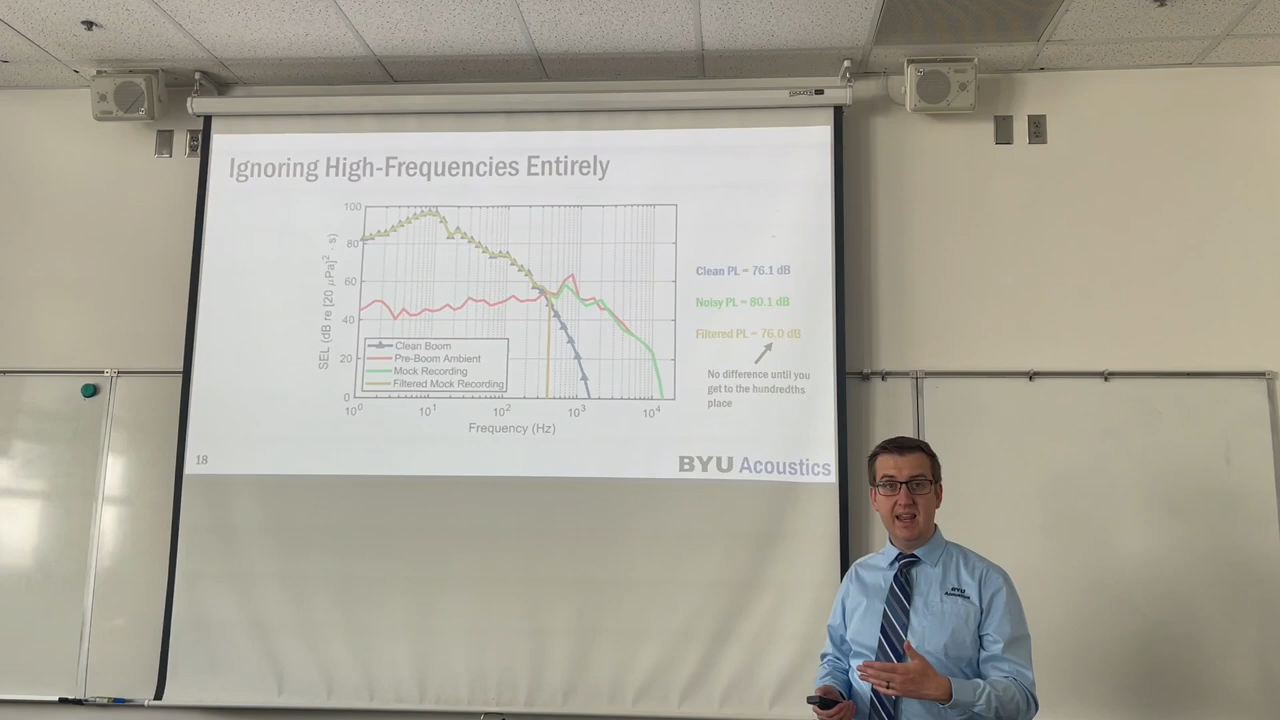 Ignoring High-Frequencies Entirely
SEL (dB re [20 μPa]² · s)
100
80
60
40
20
0
Clean Boom
Pre-Boom Ambient
Mock Recording
Filtered Mock Recording
10⁰ 10¹ 10² 10³ 10⁴
Frequency (Hz)
Clean PL = 76.1 dB
Noisy PL = 80.1 dB
Filtered PL = 76.0 dB
No difference until you
get to the hundredths
place
18
BYU Acoustics
BYU
Acoustics